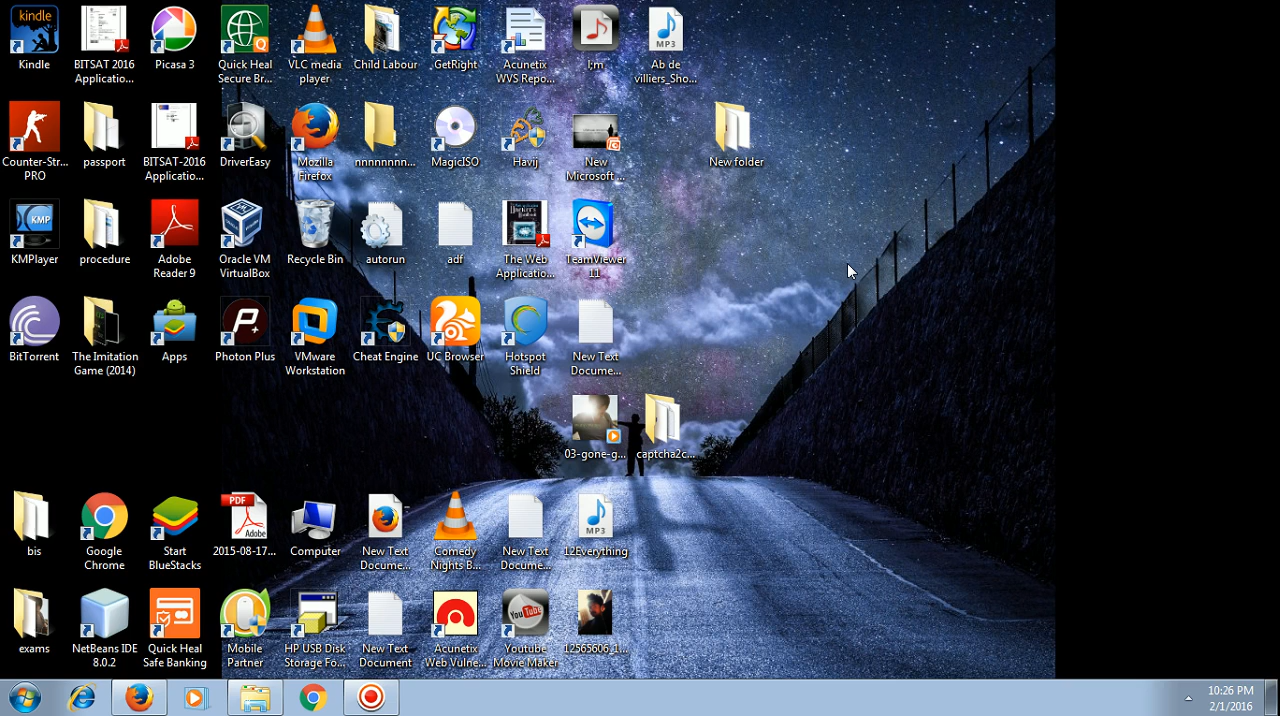 kindle
Kindle
BITSAT 2016
Applicatio...
Picasa 3
Quick Heal
Secure Br...
VLC media
player
Child Labour
GetRight
Acunetix
WVS Repo...
MP3
Ab de
villiers_Sho...
Counter-Str...
PRO
passport
BITSAT-2016
Applicatio...
DriverEasy
Mozilla
Firefox
nnnnnnnn...
MagicISO
Havij
New
Microsoft ...
New folder
KMP
KMPlayer
procedure
Adobe
Reader 9
Oracle VM
VirtualBox
Recycle Bin
autorun
adf
The Web
Applicatio...
TeamViewer
11
BitTorrent
The Imitation
Game (2014)
Apps
P+
Photon Plus
VMware
Workstation
Cheat Engine
UC Browser
Hotspot
Shield
New Text
Docume...
03-gone-g...
captcha2c...
bis
Google
Chrome
Start
BlueStacks
PDF
Adobe
2015-08-17...
Computer
New Text
Docume...
Comedy
Nights B...
New Text
Docume...
MP3
12Everything
exams
NetBeans IDE
8.0.2
Quick Heal
Safe Banking
Mobile
Partner
HP USB Disk
Storage Fo...
New Text
Document
Acunetix
Web Vulne...
YouTube
Youtube
Movie Maker
12565606_1...
10:26 PM
2/1/2016